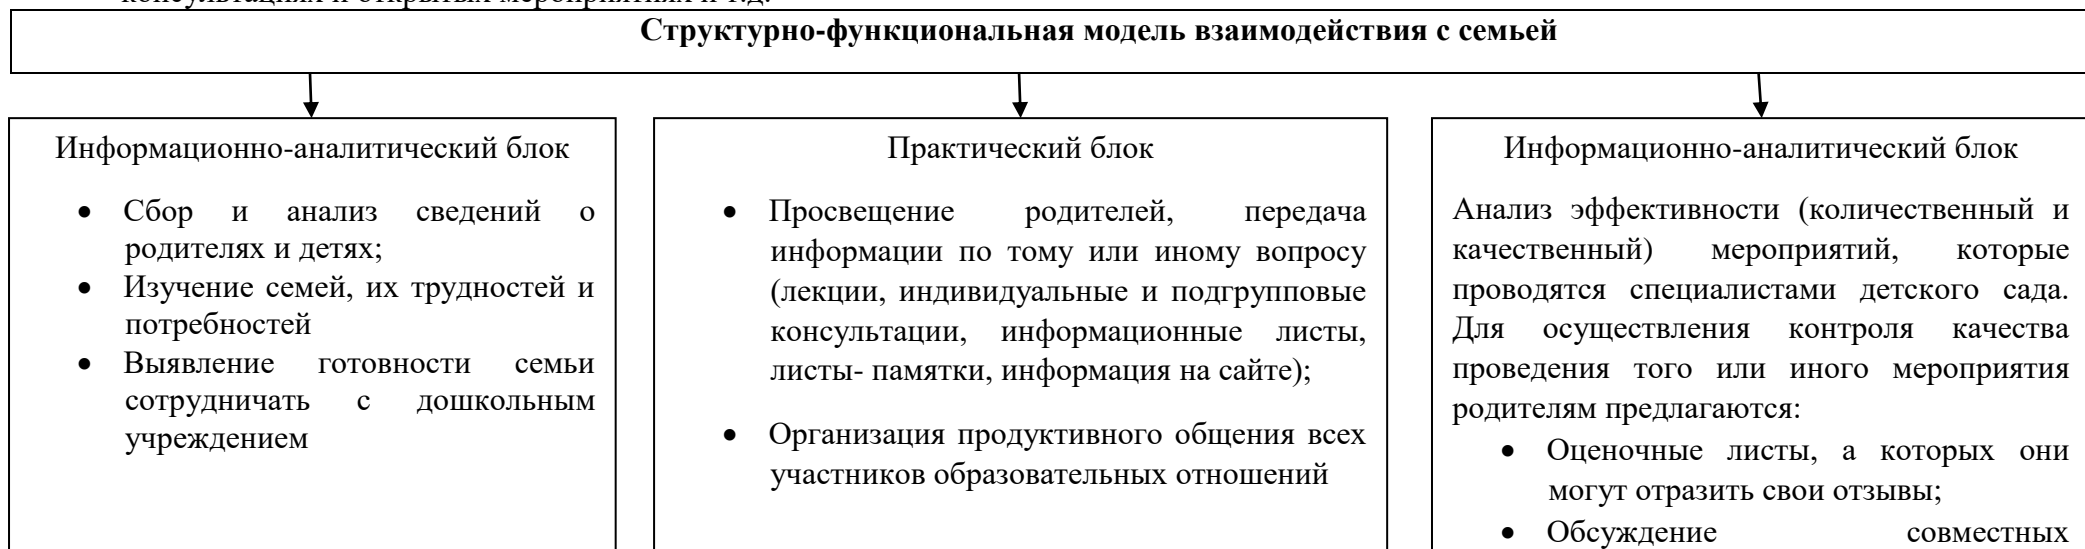 консультациях и открытых мероприятиях и т.д.
Структурно-функциональная модель взаимодействия с семьей
Информационно-аналитический блок
• Сбор и анализ сведений о
родителях и детях;
• Изучение семей, их трудностей и
потребностей
• Выявление готовности семьи
сотрудничать с дошкольным
учреждением
Практический блок
• Просвещение родителей, передача
информации по тому или иному вопросу
(лекции, индивидуальные и подгрупповые
консультации, информационные листы,
листы- памятки, информация на сайте);
• Организация продуктивного общения всех
участников образовательных отношений
Информационно-аналитический блок
Анализ эффективности (количественный и
качественный) мероприятий, которые
проводятся специалистами детского сада.
Для осуществления контроля качества
проведения того или иного мероприятия
родителям предлагаются:
• Оценочные листы, а которых они
могут отразить свои отзывы;
• Обсуждение совместных